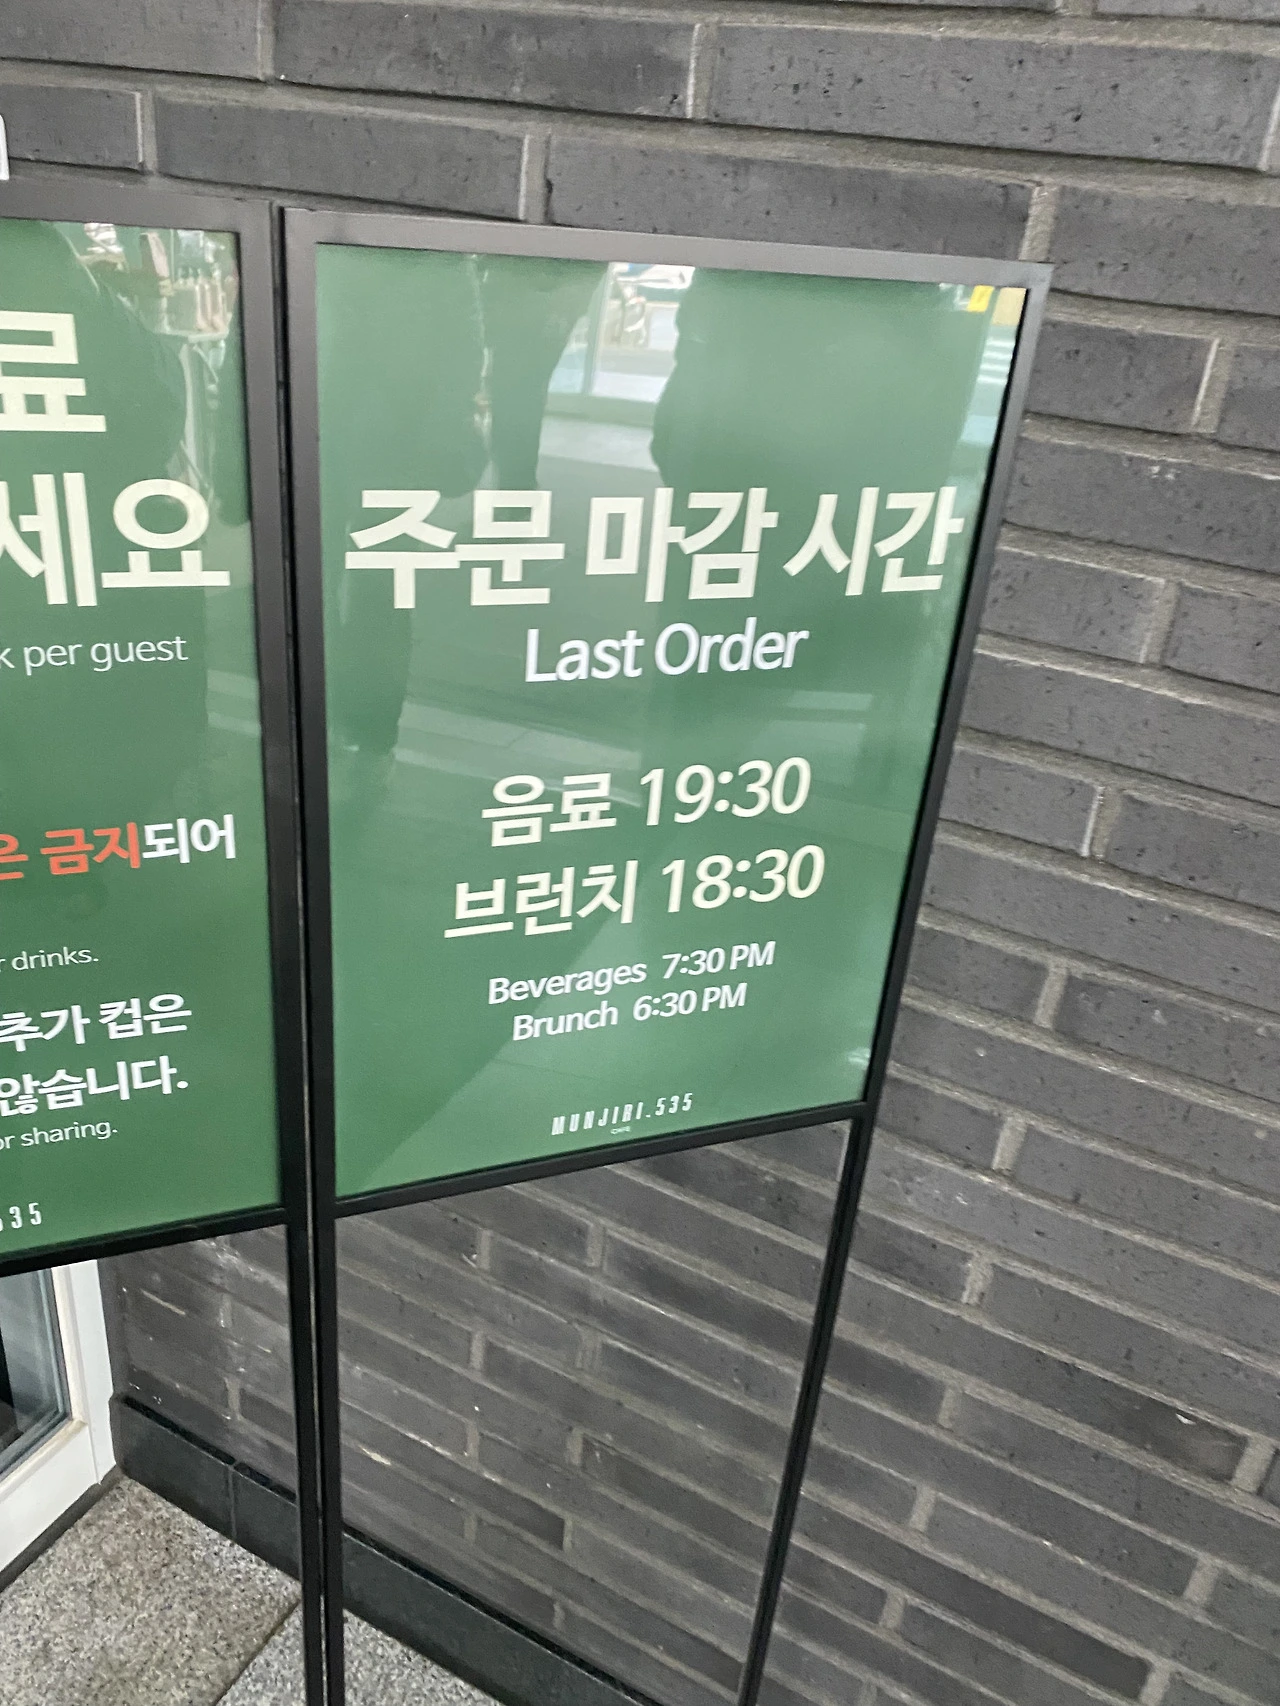 료
세요
k per guest
은 금지되어
r drinks.
추가 컵은
않습니다.
or sharing.
535
주문 마감 시간
Last Order
음료 19:30
브런치 18:30
Beverages 7:30 PM
Brunch 6:30 PM
MUNJIRI.535
CAFE